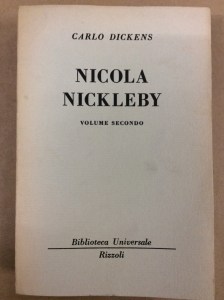 CARLO DICKENS
NICOLA
NICKLEBY
VOLUME SECONDO
Biblioteca Universale
Rizzoli